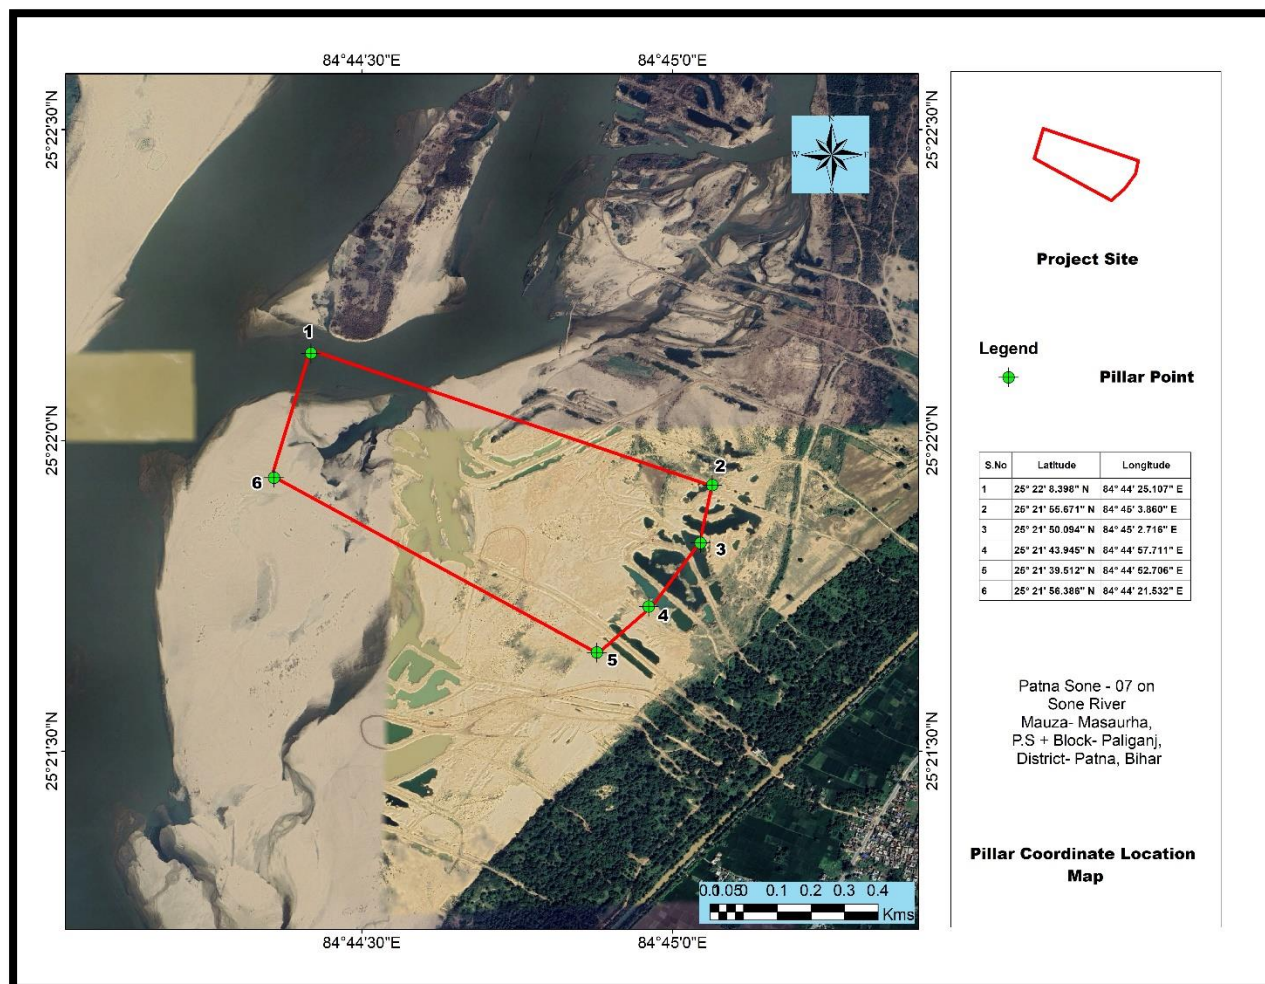 84°44'30"E
84°45'0"E
25°22'30"N
25°22'30"N
N
W
E
S
1
2
25°22'0"N
25°22'0"N
6
3
4
5
25°21'30"N
25°21'30"N
0.1 0.2 0.3 0.4
Kms
84°44'30"E
84°45'0"E
Project Site
Legend
Pillar Point
S.No Latitude Longitude
1 25° 22' 8.398" N 84° 44' 25.107" E
2 25° 21' 55.671" N 84° 45' 3.860" E
3 25° 21' 50.094" N 84° 45' 2.716" E
4 25° 21' 43.945" N 84° 44' 57.711" E
5 25° 21' 39.512" N 84° 44' 52.706" E
6 25° 21' 56.386" N 84° 44' 21.532" E
Patna Sone - 07 on
Sone River
Mauza- Masaurha,
P.S + Block- Paliganj,
District- Patna, Bihar
Pillar Coordinate Location
Map